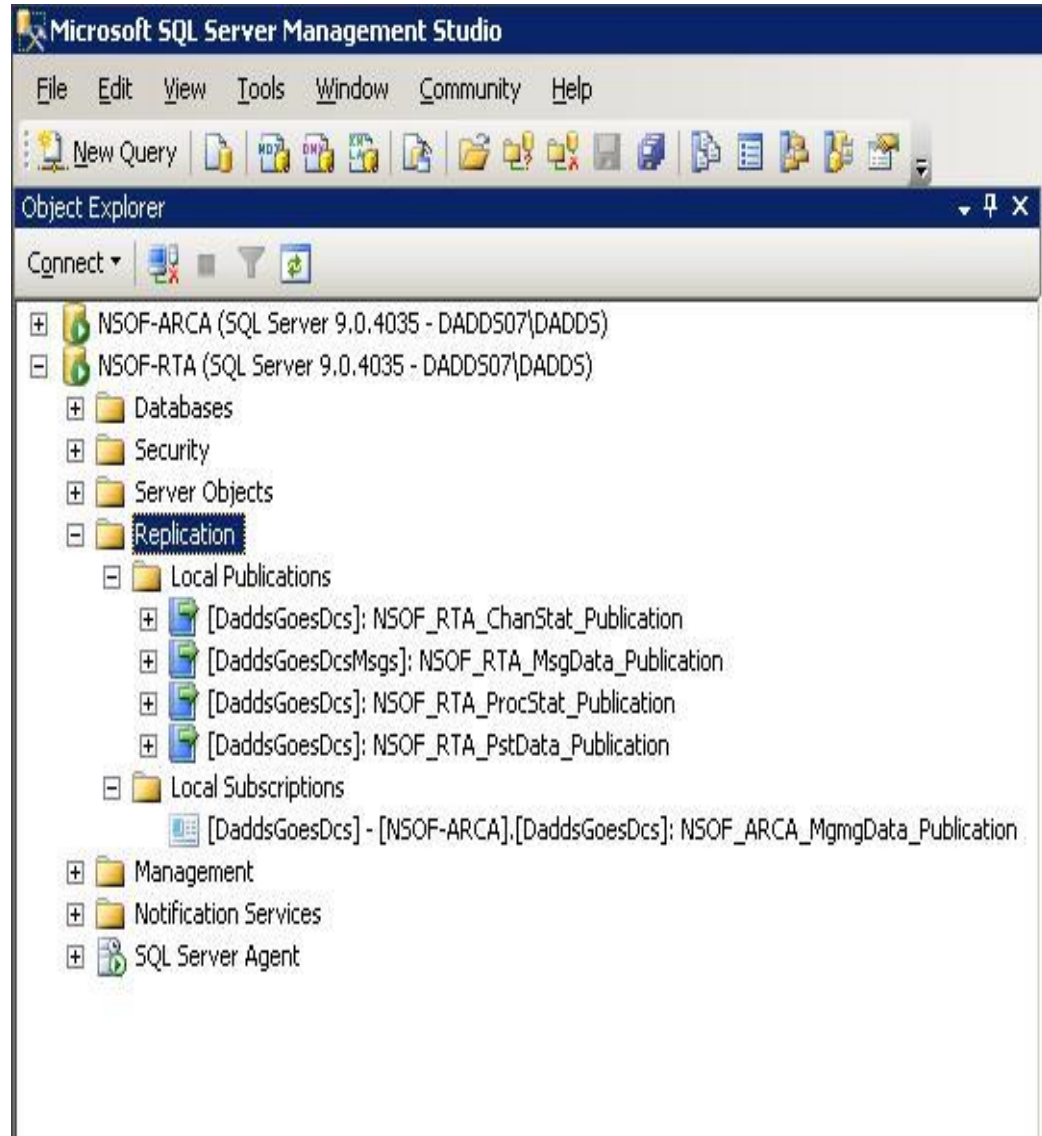 Microsoft SQL Server Management Studio
File Edit View Tools Window Community Help
New Query
Object Explorer
Connect
NSOF-ARCA (SQL Server 9.0.4035 - DADDS07\DADDS)
NSOF-RTA (SQL Server 9.0.4035 - DADDS07\DADDS)
Databases
Security
Server Objects
Replication
Local Publications
[DaddsGoesDcs]: NSOF_RTA_ChanStat_Publication
[DaddsGoesDcsMsgs]: NSOF_RTA_MsgData_Publication
[DaddsGoesDcs]: NSOF_RTA_ProcStat_Publication
[DaddsGoesDcs]: NSOF_RTA_PstData_Publication
Local Subscriptions
[DaddsGoesDcs] - [NSOF-ARCA].[DaddsGoesDcs]: NSOF_ARCA_MgmgData_Publication
Management
Notification Services
SQL Server Agent